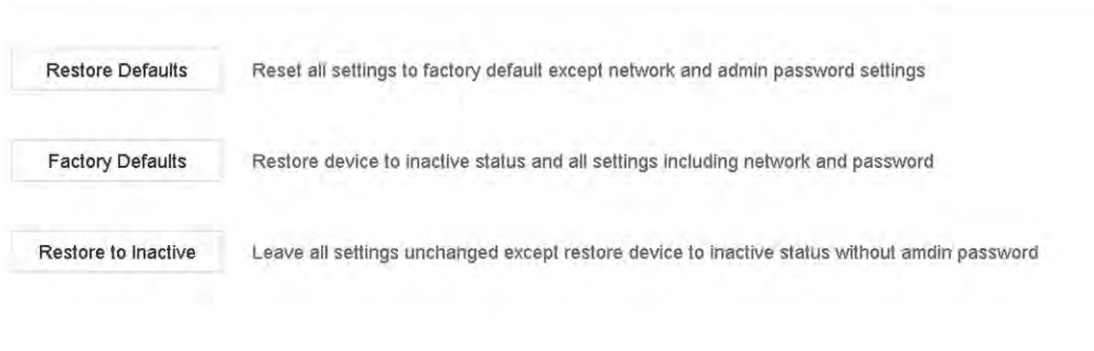 Restore Defaults Reset all settings to factory default except network and admin password settings
Factory Defaults Restore device to inactive status and all settings including network and password
Restore to Inactive Leave all settings unchanged except restore device to inactive status without amdin password